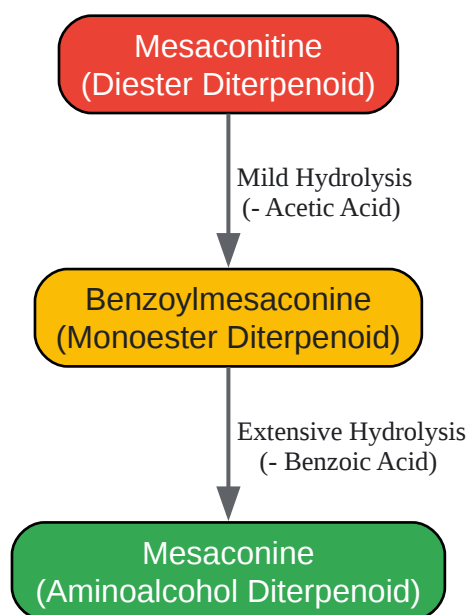 Mesaconitine
(Diester Diterpenoid)
Mild Hydrolysis
(- Acetic Acid)
Benzoylmesaconine
(Monoester Diterpenoid)
Extensive Hydrolysis
(- Benzoic Acid)
Mesaconine
(Aminoalcohol Diterpenoid)